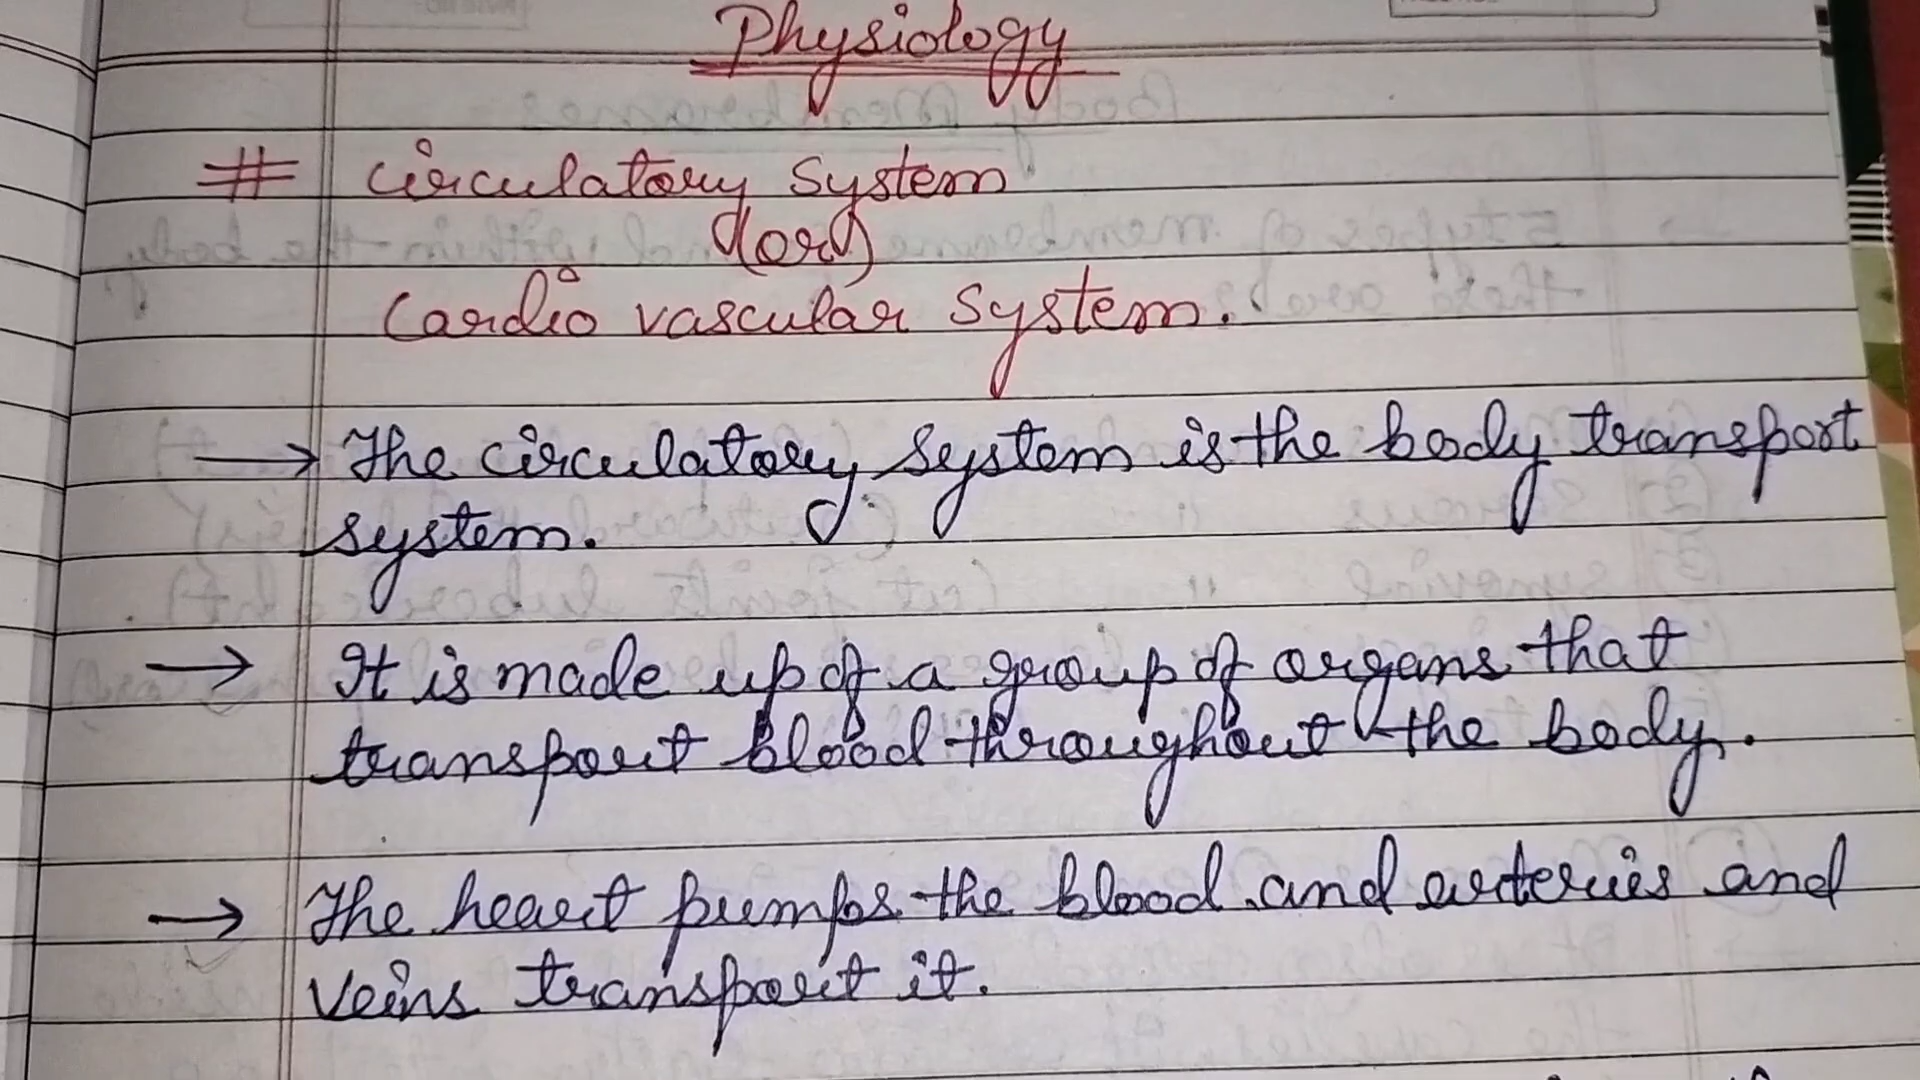 Physiology
# Circulatory System
(or)
Cardio vascular System.
→ The circulatory system is the body transport
system.
→ It is made up of a group of organs that
transport blood throughout the body.
→ The heart pumps the blood and arteries and
veins transport it.